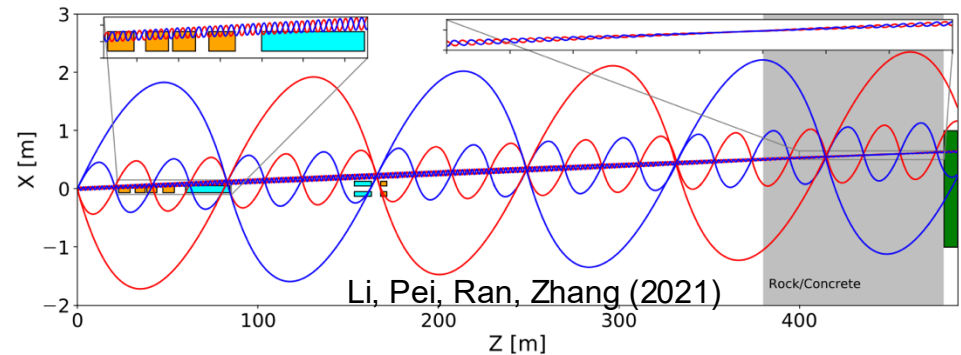 3
2
1
0
−1
−2
X [m]
0
100
200
300
400
Z [m]
Rock/Concrete
Li, Pei, Ran, Zhang (2021)